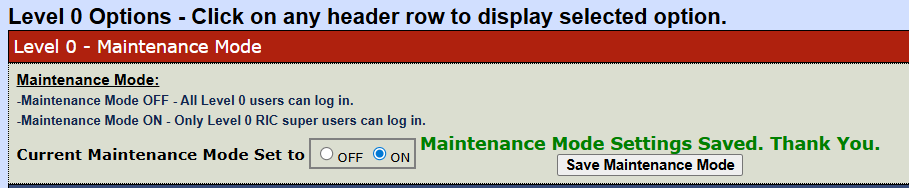 Level 0 Options - Click on any header row to display selected option.
Level 0 - Maintenance Mode
Maintenance Mode:
-Maintenance Mode OFF - All Level 0 users can log in.
-Maintenance Mode ON - Only Level 0 RIC super users can log in.
Current Maintenance Mode Set to OFF ON Maintenance Mode Settings Saved. Thank You.
Save Maintenance Mode